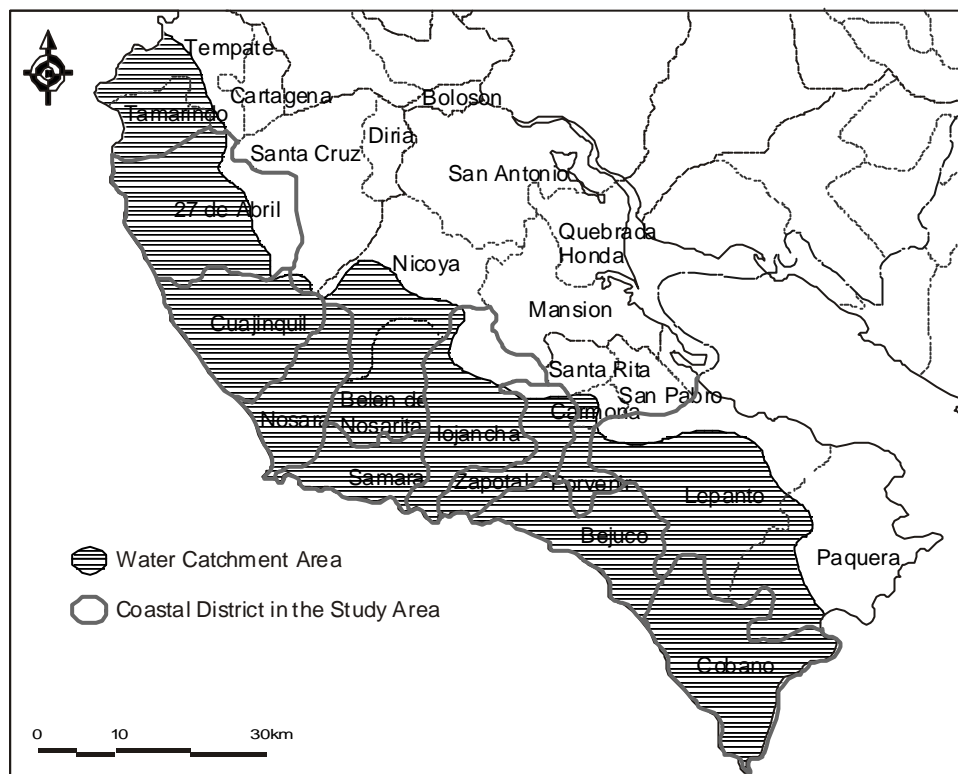 Tempate
Cartagena
Boloson
Tamarindo
Diria
Santa Cruz
San Antonio
27 de Abril
Quebrada
Honda
Nicoya
Mansion
Cuajinquil
Santa Rita
San Pablo
Belen de
Carmona
Nosara
Nosarita
Hojancha
Samara
Zapotal
Porvenir
Lepanto
Bejuco
Paquera
Water Catchment Area
Coastal District in the Study Area
Cobano
0 10 30km